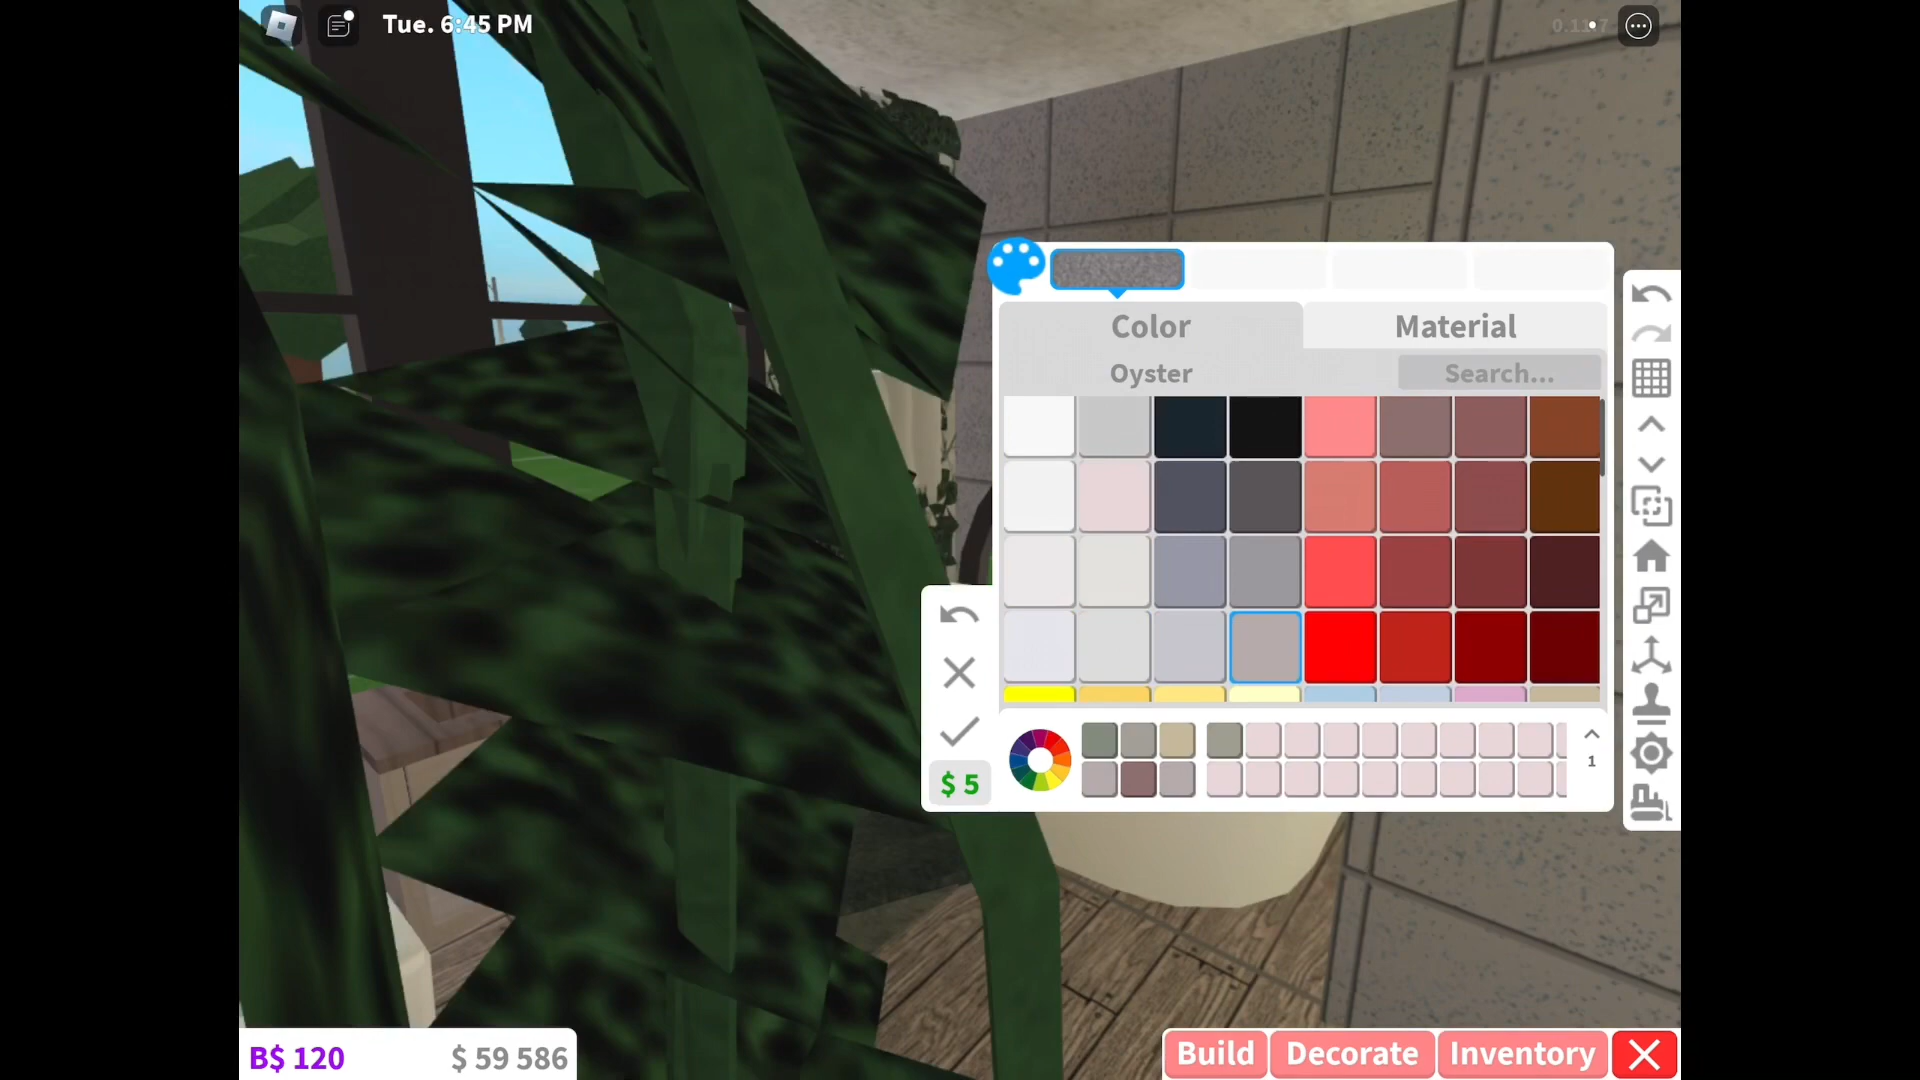 Tue. 6:45 PM
Color
Material
Oyster
Search...
$ 5
1
B$ 120
$ 59 586
Build
Decorate
Inventory